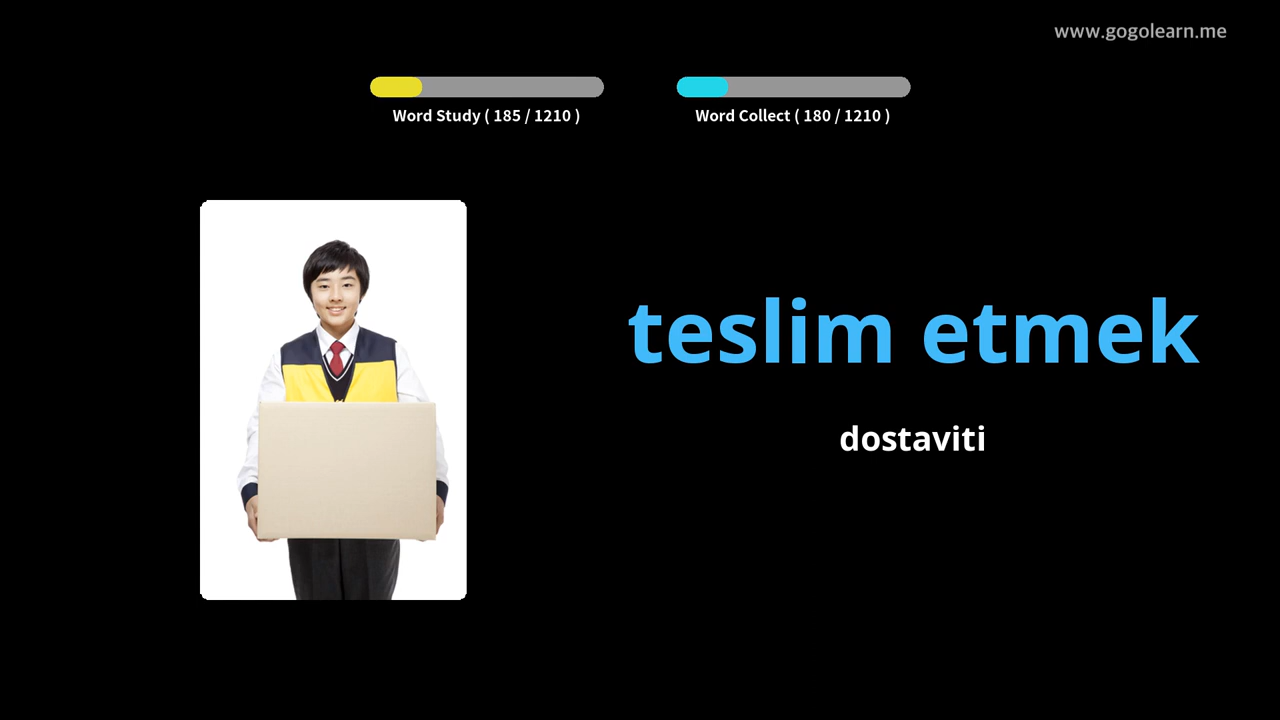 www.gogolearn.me
Word Study ( 185 / 1210 )
Word Collect ( 180 / 1210 )
teslim etmek
dostaviti